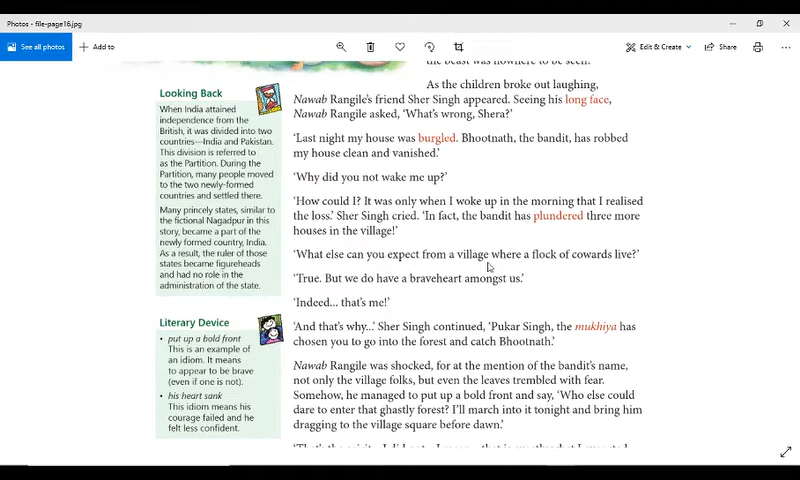 Photos - file-page16.jpg
See all photos
Add to
Edit & Create
Share
the beast was nowhere to be seen!
As the children broke out laughing,
Nawab Rangile's friend Sher Singh appeared. Seeing his long face,
Nawab Rangile asked, 'What's wrong, Shera?'
'Last night my house was burgled. Bhootnath, the bandit, has robbed
my house clean and vanished.'
'Why did you not wake me up?'
'How could I? It was only when I woke up in the morning that I realised
the loss.' Sher Singh cried. 'In fact, the bandit has plundered three more
houses in the village!'
'What else can you expect from a village where a flock of cowards live?'
'True. But we do have a braveheart amongst us.'
'Indeed... that's me!'
'And that's why...' Sher Singh continued, 'Pukar Singh, the mukhiya has
chosen you to go into the forest and catch Bhootnath.'
Nawab Rangile was shocked, for at the mention of the bandit's name,
not only the village folks, but even the leaves trembled with fear.
Somehow, he managed to put up a bold front and say, 'Who else could
dare to enter that ghastly forest? I'll march into it tonight and bring him
dragging to the village square before dawn.'
Looking Back
When India attained
independence from the
British, it was divided into two
countries—India and Pakistan.
This division is referred to
as the Partition. During the
Partition, many people moved
to the two newly-formed
countries and settled there.
Many princely states, similar to
the fictional Nagadpur in this
story, became a part of the
newly formed country, India.
As a result, the ruler of those
states became figureheads
and had no role in the
administration of the state.
Literary Device
• put up a bold front
This is an example of
an idiom. It means
to appear to be brave
(even if one is not).
• his heart sank
This idiom means his
courage failed and he
felt less confident.